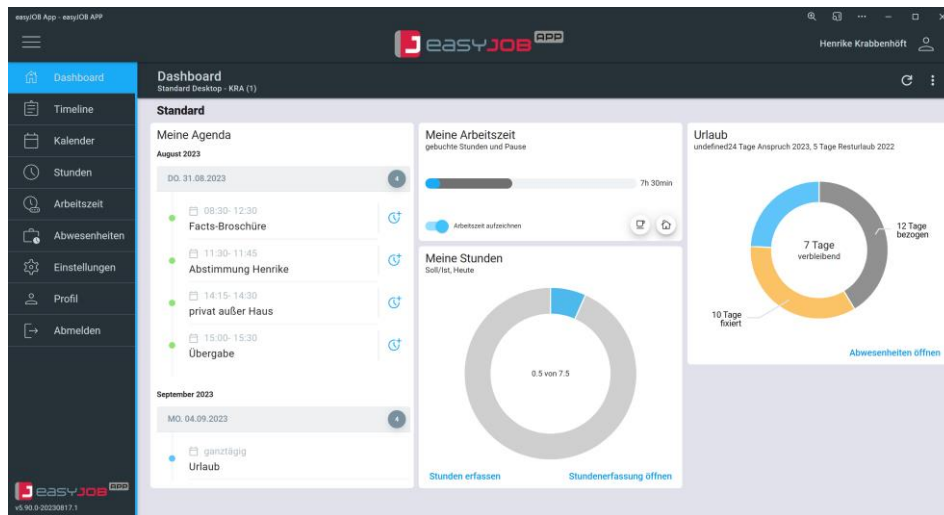 easyJOB App - easyJOB APP
easyJOB APP
Henrike Krabbenhöft
Dashboard
Timeline
Kalender
Stunden
Arbeitszeit
Abwesenheiten
Einstellungen
Profil
Abmelden
easyJOB APP
v5.90.0-20230817.1
Dashboard
Standard Desktop - KRA (1)
Standard
Meine Agenda
August 2023
DO. 31.08.2023
4
08:30- 12:30
Facts-Broschüre
11:30- 11:45
Abstimmung Henrike
14:15- 14:30
privat außer Haus
15:00- 15:30
Übergabe
September 2023
MO. 04.09.2023
4
ganztägig
Urlaub
Meine Arbeitszeit
gebuchte Stunden und Pause
7h 30min
Arbeitszeit aufzeichnen
Meine Stunden
Soll/Ist, Heute
0.5 von 7.5
Stunden erfassen
Stundenerfassung öffnen
Urlaub
undefined24 Tage Anspruch 2023, 5 Tage Resturlaub 2022
7 Tage
verbleibend
12 Tage
bezogen
10 Tage
fixiert
Abwesenheiten öffnen